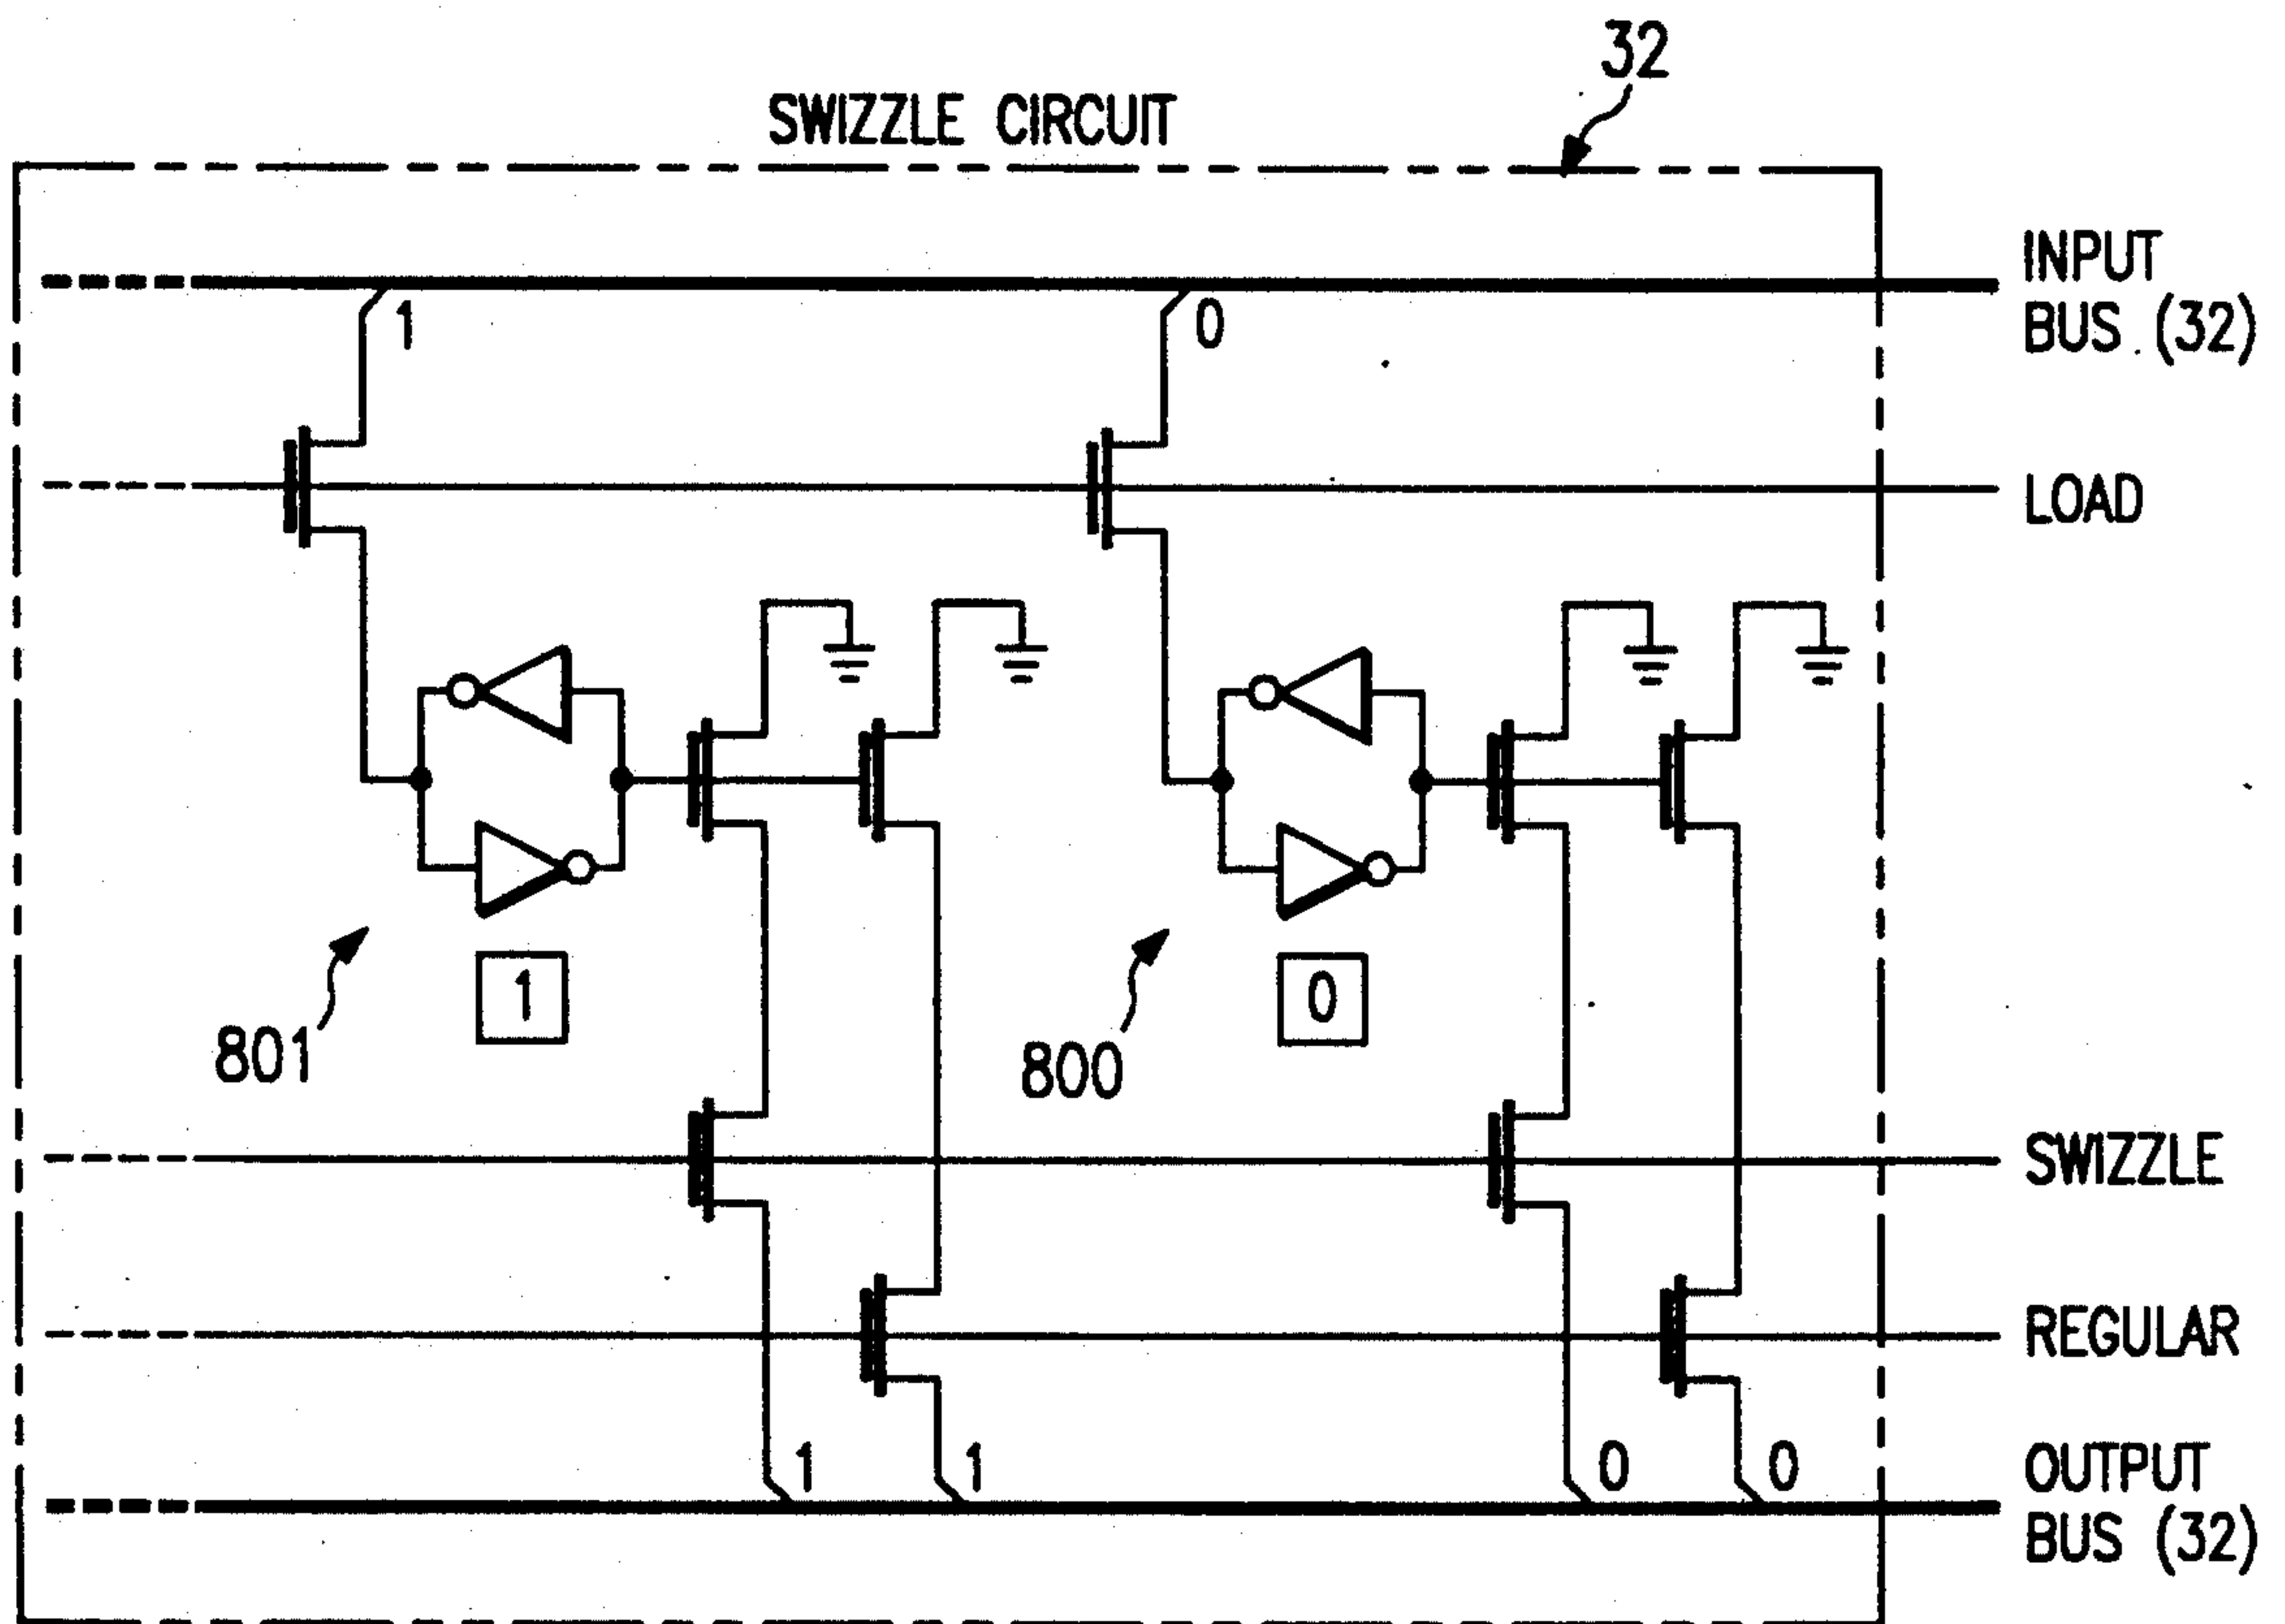 32
SWIZZLE CIRCUIT
INPUT
BUS (32)
1
0
LOAD
1
0
801
800
SWIZZLE
REGULAR
1
1
0
0
OUTPUT
BUS (32)